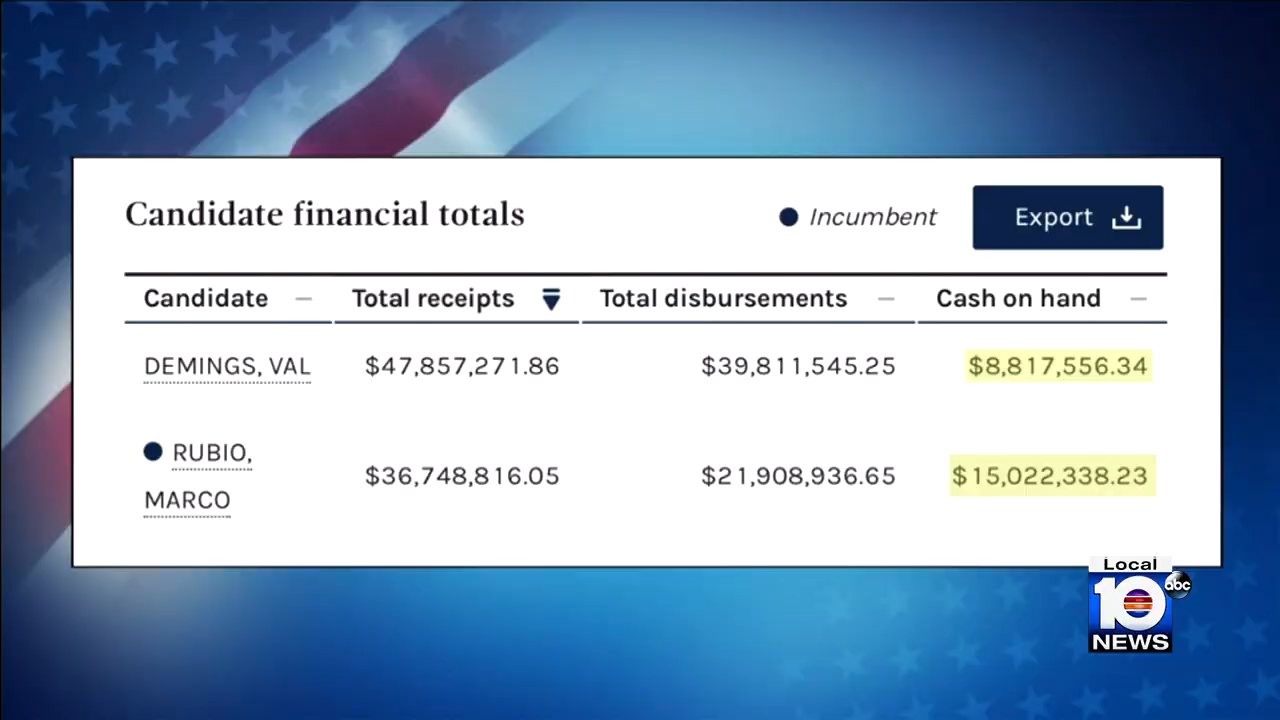 Candidate financial totals
Incumbent
Export
Candidate Total receipts Total disbursements Cash on hand
DEMINGS, VAL $47,857,271.86 $39,811,545.25 $8,817,556.34
RUBIO,
MARCO $36,748,816.05 $21,908,936.65 $15,022,338.23
Local
10 abc
NEWS